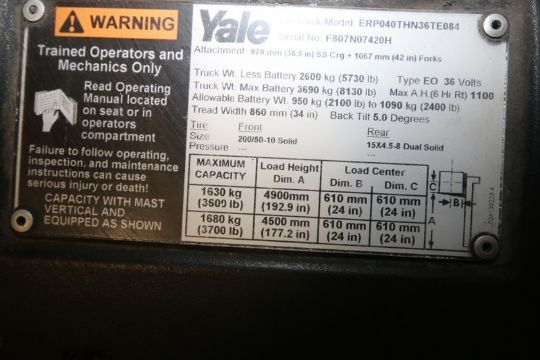 WARNING
Trained Operators and
Mechanics Only
Read Operating
Manual located
on seat or in
operators
compartment
Failure to follow operating,
inspection, and maintenance
instructions can cause
serious injury or death!
CAPACITY WITH MAST
VERTICAL AND
EQUIPPED AS SHOWN
Yale
Truck Model ERP040THN36TE084
Serial No. F807N07420H
Attachment 978 mm (38.5 in) SS Crg + 1067 mm (42 in) Forks
Truck Wt. Less Battery 2600 kg (5730 lb) Type EO 36 Volts
Truck Wt. Max Battery 3690 kg (8130 lb) Max A.H.(6 Hr Rt) 1100
Allowable Battery Wt. 950 kg (2100 lb) to 1090 kg (2400 lb)
Tread Width 860 mm (34 in) Back Tilt 5.0 Degrees
Tire Front Rear
Size 200/50-10 Solid 15X4.5-8 Dual Solid
Pressure --- ---
MAXIMUM CAPACITY Load Height Dim. A Load Center Dim. B Dim. C
1630 kg (3609 lb) 4900mm (192.9 in) 610 mm (24 in) 610 mm (24 in)
1680 kg (3700 lb) 4500 mm (177.2 in) 610 mm (24 in) 610 mm (24 in)
C
B
A